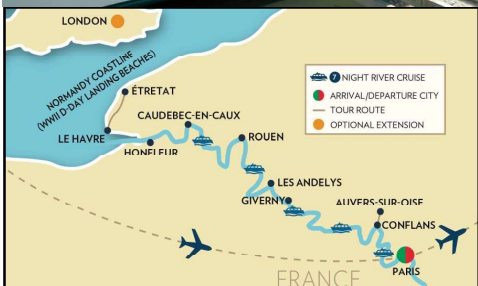 LONDON
NORMANDY COASTLINE
(WWII D-DAY LANDING BEACHES)
ÉTRETAT
7 NIGHT RIVER CRUISE
ARRIVAL/DEPARTURE CITY
TOUR ROUTE
OPTIONAL EXTENSION
CAUDEBEC-EN-CAUX
LE HAVRE
HONFLEUR
ROUEN
LES ANDELYS
GIVERNY
AUVERS-SUR-OISE
CONFLANS
PARIS
FRANCE